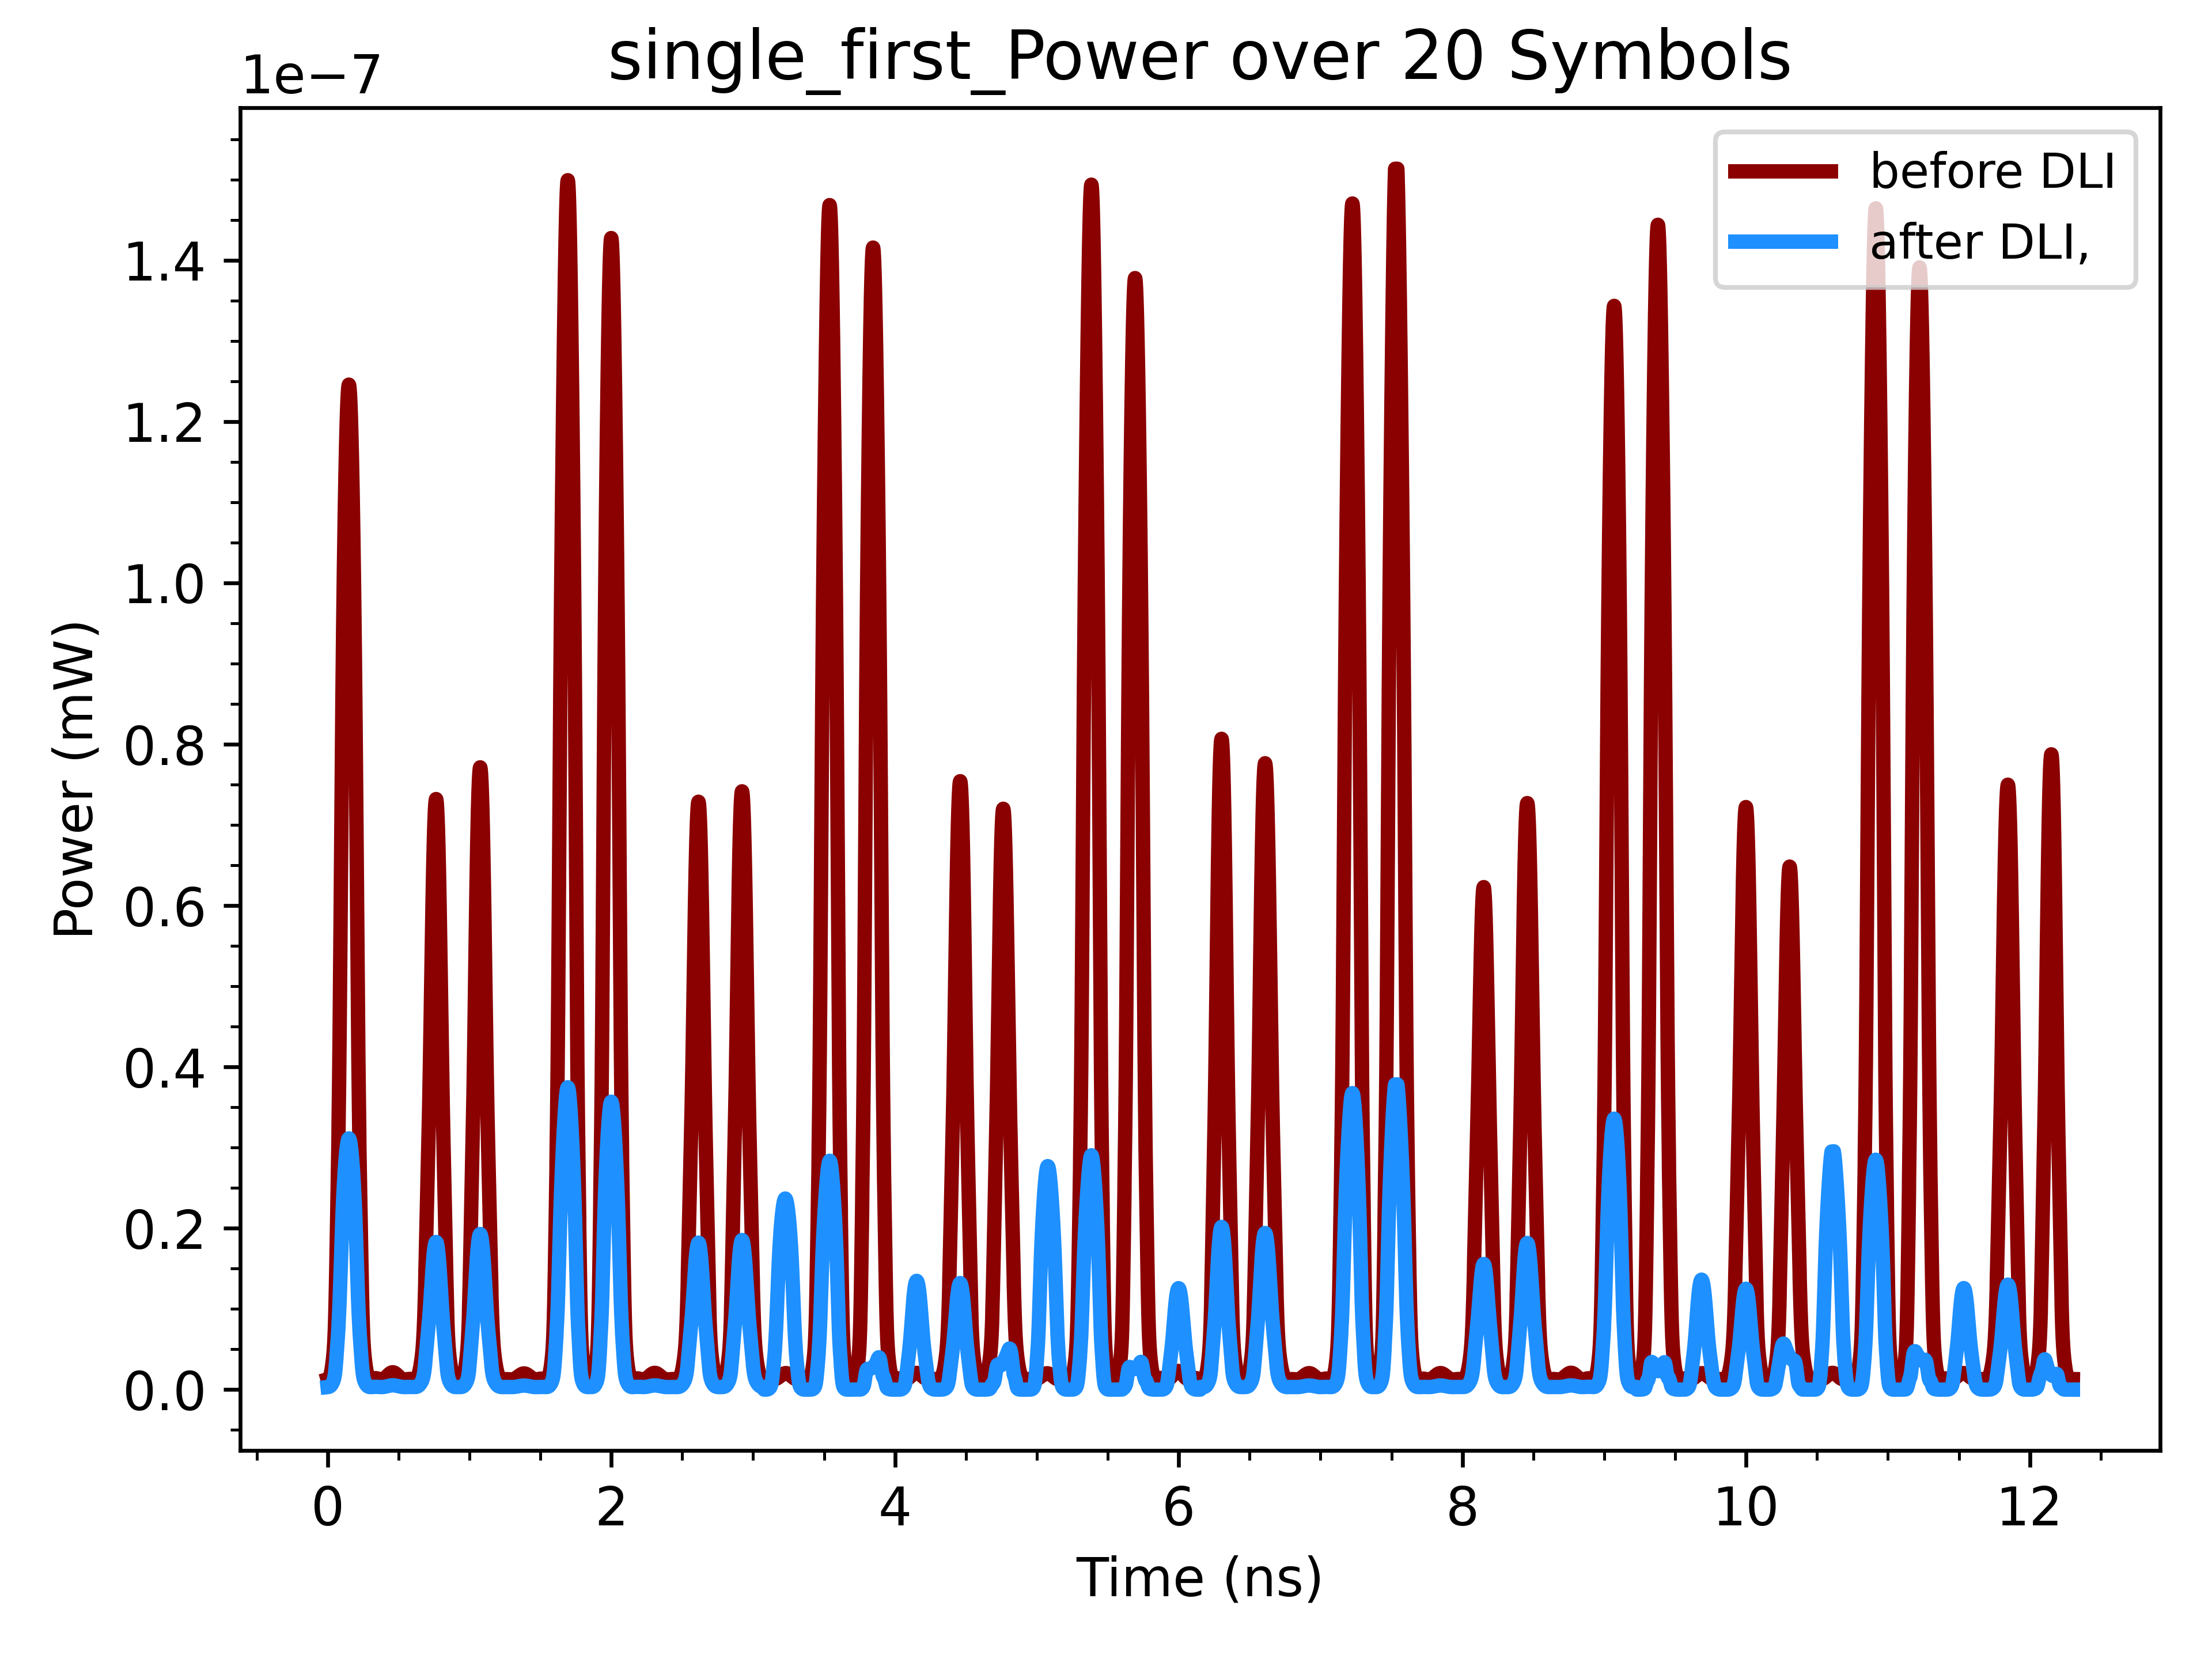 single_first_Power over 20 Symbols
1e−7
before DLI
after DLI,
1.4
1.2
1.0
0.8
0.6
0.4
0.2
0.0
Power (mW)
0 2 4 6 8 10 12
Time (ns)